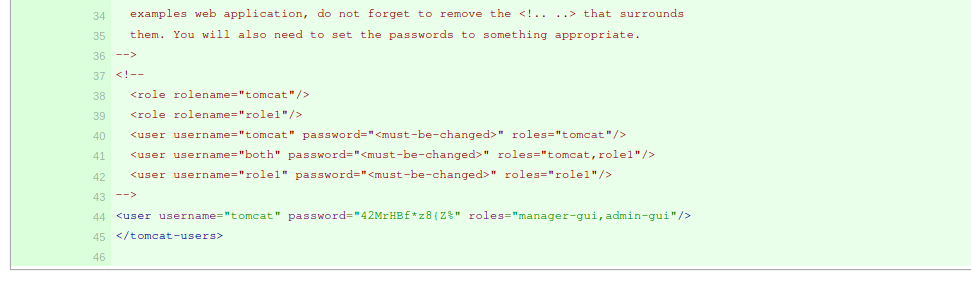 34 examples web application, do not forget to remove the <!.. ..> that surrounds
35 them. You will also need to set the passwords to something appropriate.
36 -->
37 <!--
38 <role rolename="tomcat"/>
39 <role rolename="role1"/>
40 <user username="tomcat" password="<must-be-changed>" roles="tomcat"/>
41 <user username="both" password="<must-be-changed>" roles="tomcat,role1"/>
42 <user username="role1" password="<must-be-changed>" roles="role1"/>
43 -->
44 <user username="tomcat" password="42MrHBf*z8{Z%" roles="manager-gui,admin-gui"/>
45 </tomcat-users>
46